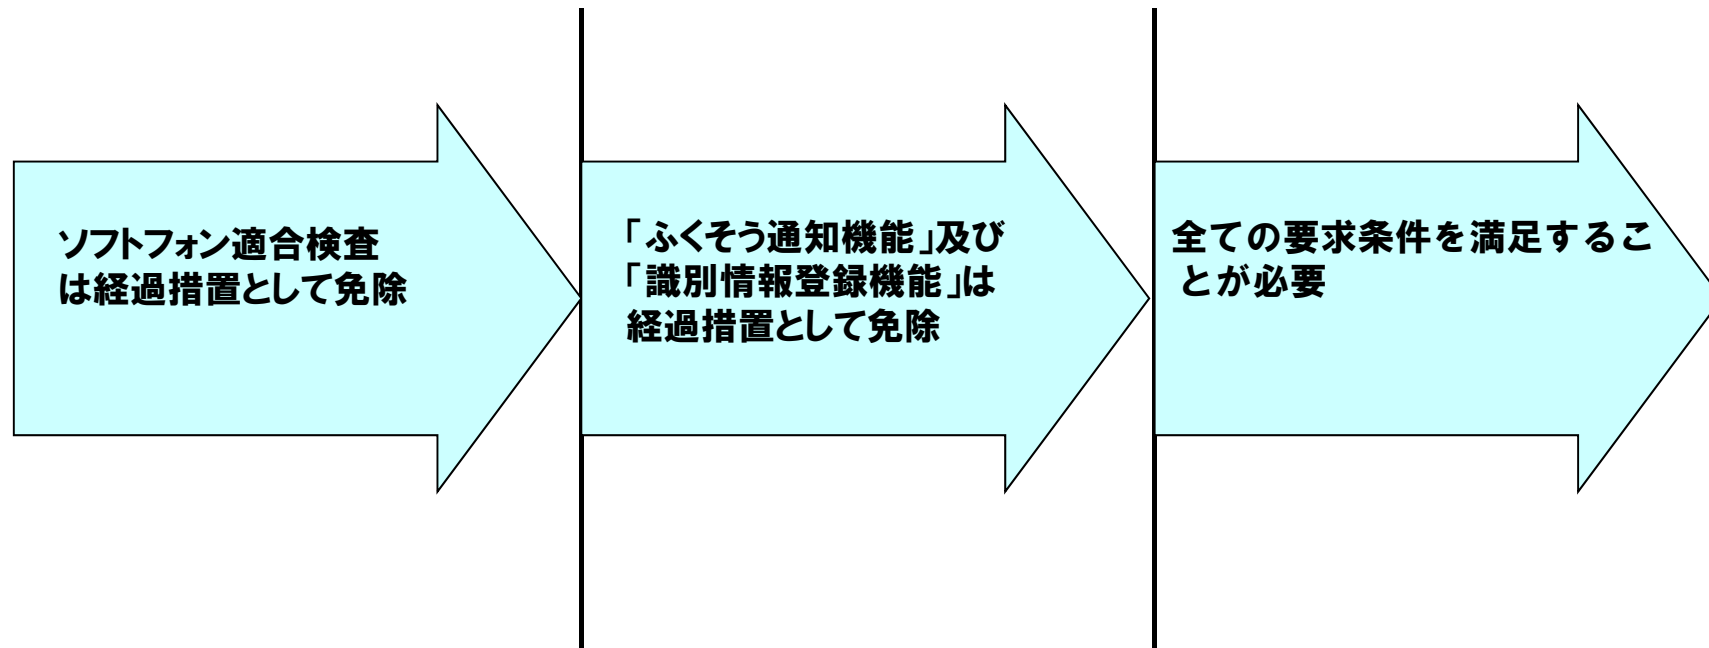 ソフトフォン適合検査
は経過措置として免除
「ふくそう通知機能」及び
「識別情報登録機能」は
経過措置として免除
全ての要求条件を満足するこ
とが必要